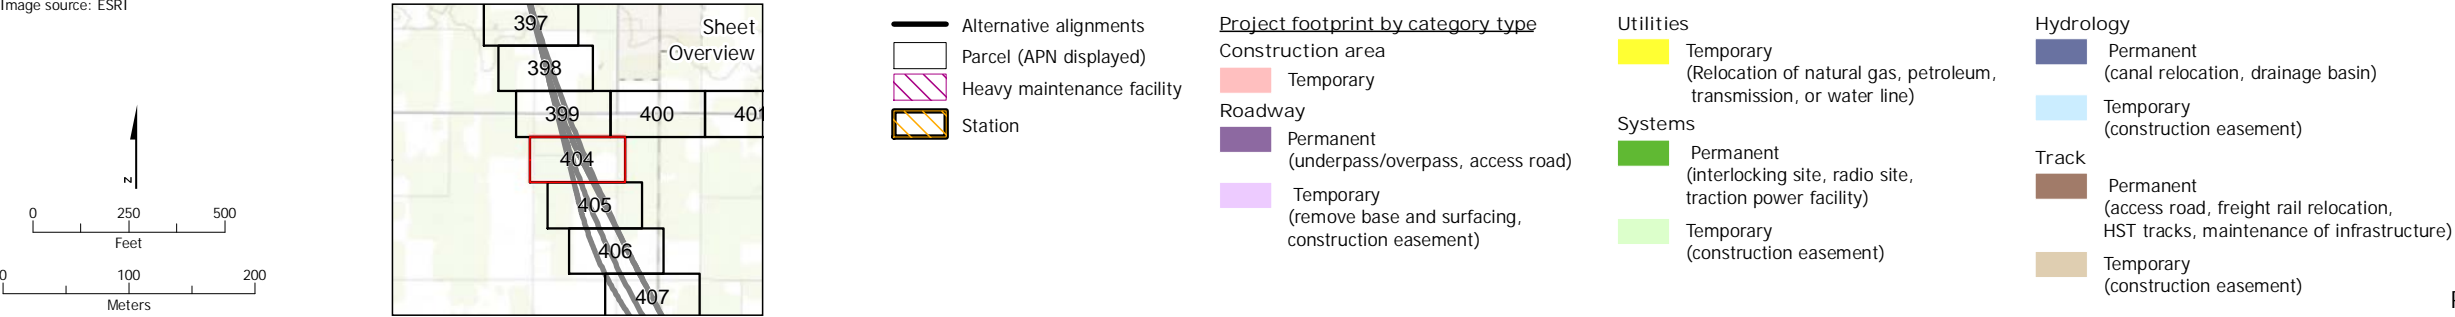 Image source: ESRI
N
0 250 500
Feet
0 100 200
Meters
Sheet
Overview
397
398
399 400 401
404
405
406
407
Alternative alignments
Parcel (APN displayed)
Heavy maintenance facility
Station
Project footprint by category type
Construction area
Temporary
Roadway
Permanent
(underpass/overpass, access road)
Temporary
(remove base and surfacing,
construction easement)
Utilities
Temporary
(Relocation of natural gas, petroleum,
transmission, or water line)
Systems
Permanent
(interlocking site, radio site,
traction power facility)
Temporary
(construction easement)
Hydrology
Permanent
(canal relocation, drainage basin)
Temporary
(construction easement)
Track
Permanent
(access road, freight rail relocation,
HST tracks, maintenance of infrastructure)
Temporary
(construction easement)